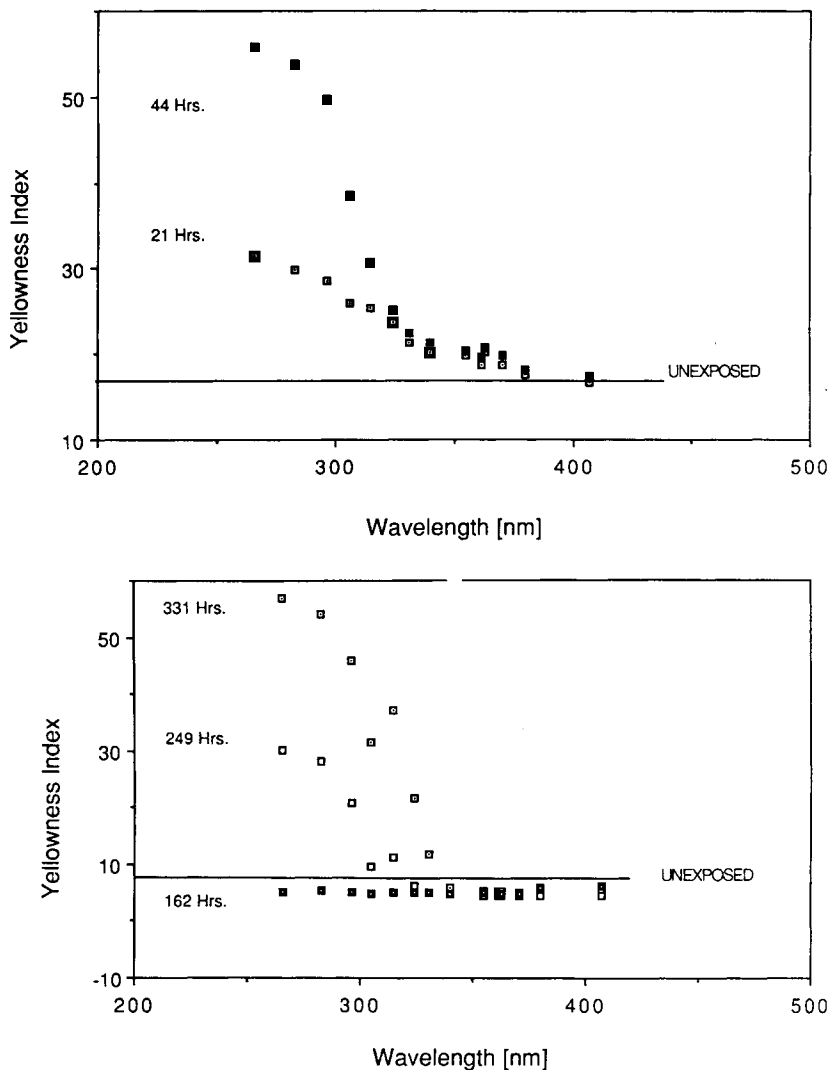 50
44 Hrs.
21 Hrs.
30
UNEXPOSED
10
200
300
400
500
Yellowness Index
Wavelength [nm]
331 Hrs.
50
249 Hrs.
30
10
UNEXPOSED
162 Hrs.
-10
200
300
400
500
Yellowness Index
Wavelength [nm]